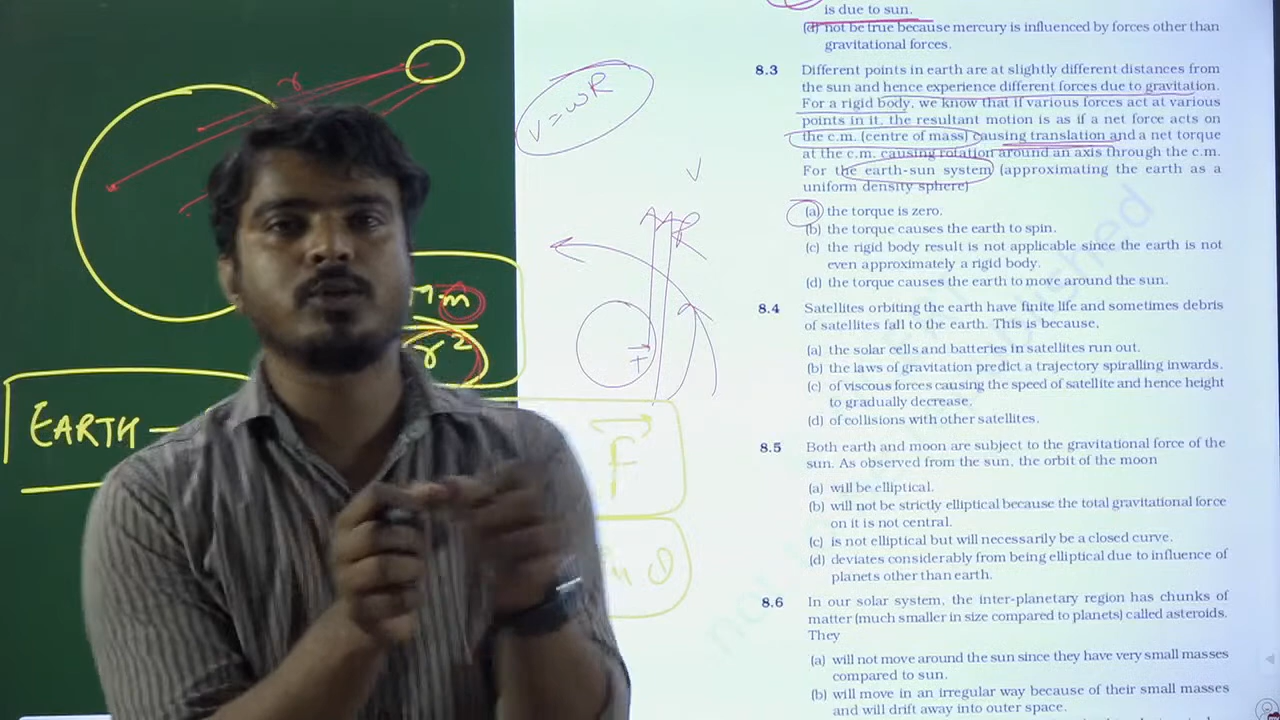 is due to sun.
(d) not be true because mercury is influenced by forces other than
gravitational forces.
8.3 Different points in earth are at slightly different distances from
the sun and hence experience different forces due to gravitation.
For a rigid body, we know that if various forces act at various
points in it, the resultant motion is as if a net force acts on
the c.m. (centre of mass) causing translation and a net torque
at the c.m. causing rotation around an axis through the c.m.
For the earth-sun system (approximating the earth as a
uniform density sphere)
(a) the torque is zero.
(b) the torque causes the earth to spin.
(c) the rigid body result is not applicable since the earth is not
even approximately a rigid body.
(d) the torque causes the earth to move around the sun.
8.4 Satellites orbiting the earth have finite life and sometimes debris
of satellites fall to the earth. This is because,
(a) the solar cells and batteries in satellites run out.
(b) the laws of gravitation predict a trajectory spiralling inwards.
(c) of viscous forces causing the speed of satellite and hence height
to gradually decrease.
(d) of collisions with other satellites.
8.5 Both earth and moon are subject to the gravitational force of the
sun. As observed from the sun, the orbit of the moon
(a) will be elliptical.
(b) will not be strictly elliptical because the total gravitational force
on it is not central.
(c) is not elliptical but will necessarily be a closed curve.
(d) deviates considerably from being elliptical due to influence of
planets other than earth.
8.6 In our solar system, the inter-planetary region has chunks of
matter (much smaller in size compared to planets) called asteroids.
They
(a) will not move around the sun since they have very small masses
compared to sun.
(b) will move in an irregular way because of their small masses
and will drift away into outer space.
r
v = ωR
v
R
m
r²
EARTH —
F